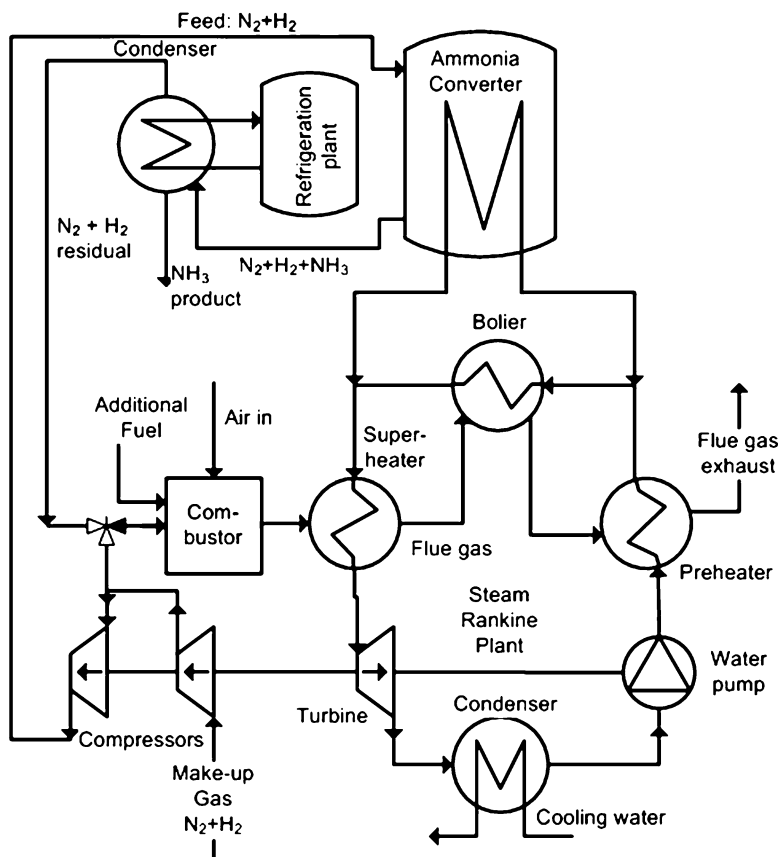 Feed: N₂+H₂
Condenser
Ammonia
Converter
Refrigeration
plant
N₂ + H₂
residual
N₂+H₂+NH₃
NH₃
product
Bolier
Additional
Fuel
Air in
Super-
heater
Flue gas
exhaust
Com-
bustor
Flue gas
Preheater
Steam
Rankine
Plant
Water
pump
Turbine
Condenser
Compressors
Make-up
Gas
N₂+H₂
Cooling water